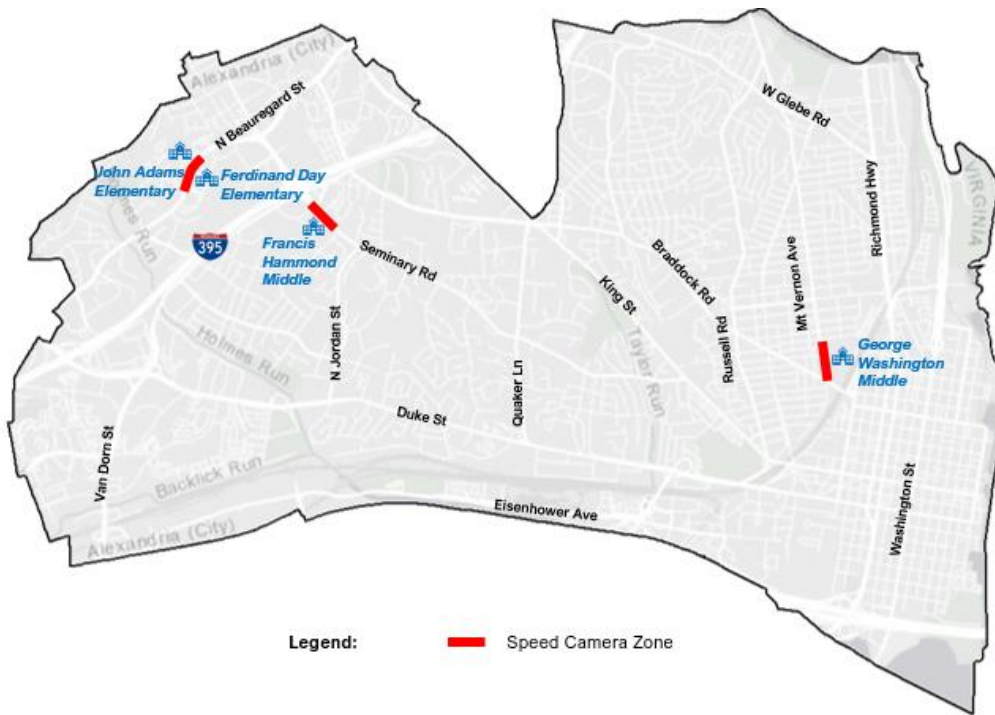 Alexandria (City)
N Beauregard St
W Glebe Rd
John Adams
Elementary
Ferdinand Day
Elementary
Holmes Run
VIRGINIA
Richmond Hwy
395
Francis
Hammond
Middle
Seminary Rd
Braddock Rd
Mt Vernon Ave
King St
Taylor Run
Russell Rd
George
Washington
Middle
Holmes Run
N Jordan St
Quaker Ln
Duke St
Van Dorn St
Backlick Run
Eisenhower Ave
Washington St
Alexandria (City)
Legend:
Speed Camera Zone